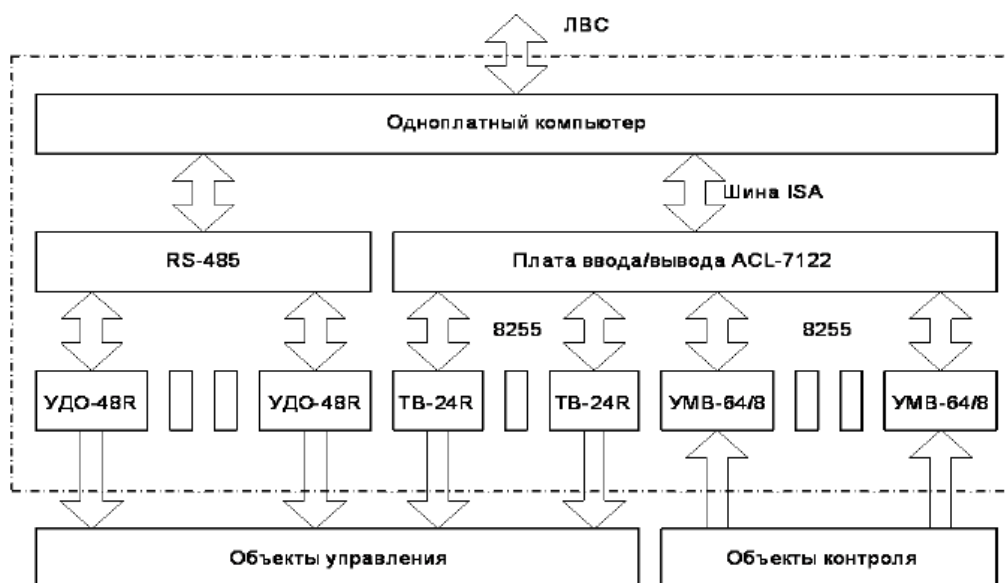 ЛВС
Одноплатный компьютер
Шина ISA
RS-485
Плата ввода/вывода ACL-7122
8255
8255
УДО-48R
УДО-48R
ТВ-24R
ТВ-24R
УМВ-64/8
УМВ-64/8
Объекты управления
Объекты контроля